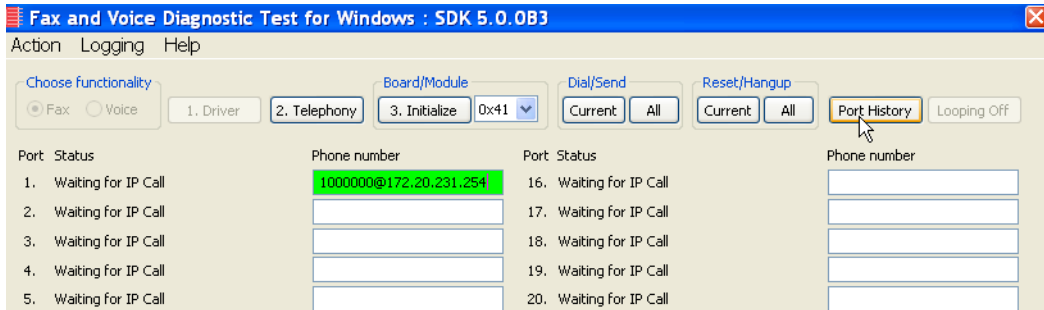 Fax and Voice Diagnostic Test for Windows : SDK 5.0.0B3
Action Logging Help
Choose functionality Board/Module Dial/Send Reset/Hangup
Fax Voice 1. Driver 2. Telephony 3. Initialize 0x41 Current All Current All Port History Looping Off
Port Status Phone number Port Status Phone number
1. Waiting for IP Call 1000000@172.20.231.254 16. Waiting for IP Call
2. Waiting for IP Call 17. Waiting for IP Call
3. Waiting for IP Call 18. Waiting for IP Call
4. Waiting for IP Call 19. Waiting for IP Call
5. Waiting for IP Call 20. Waiting for IP Call